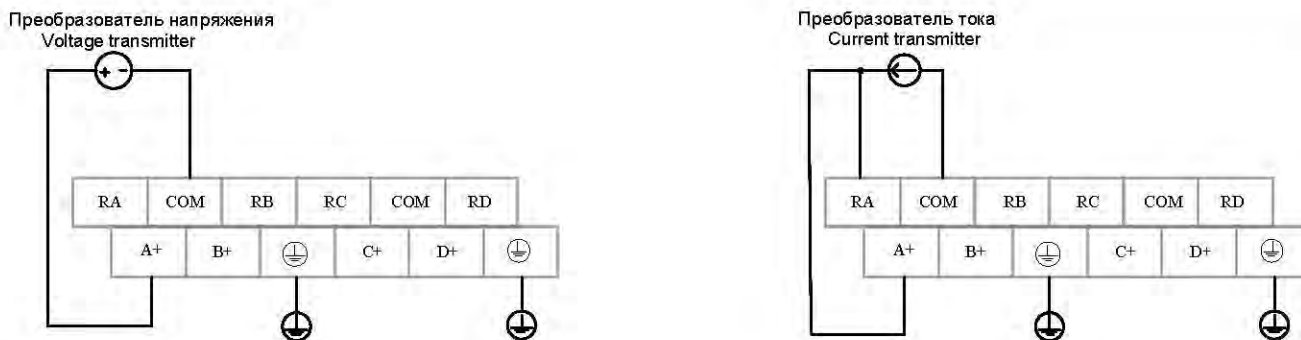 Преобразователь напряжения
Voltage transmitter
+ -
RA COM RB RC COM RD
A+ B+ C+ D+
Преобразователь тока
Current transmitter
RA COM RB RC COM RD
A+ B+ C+ D+